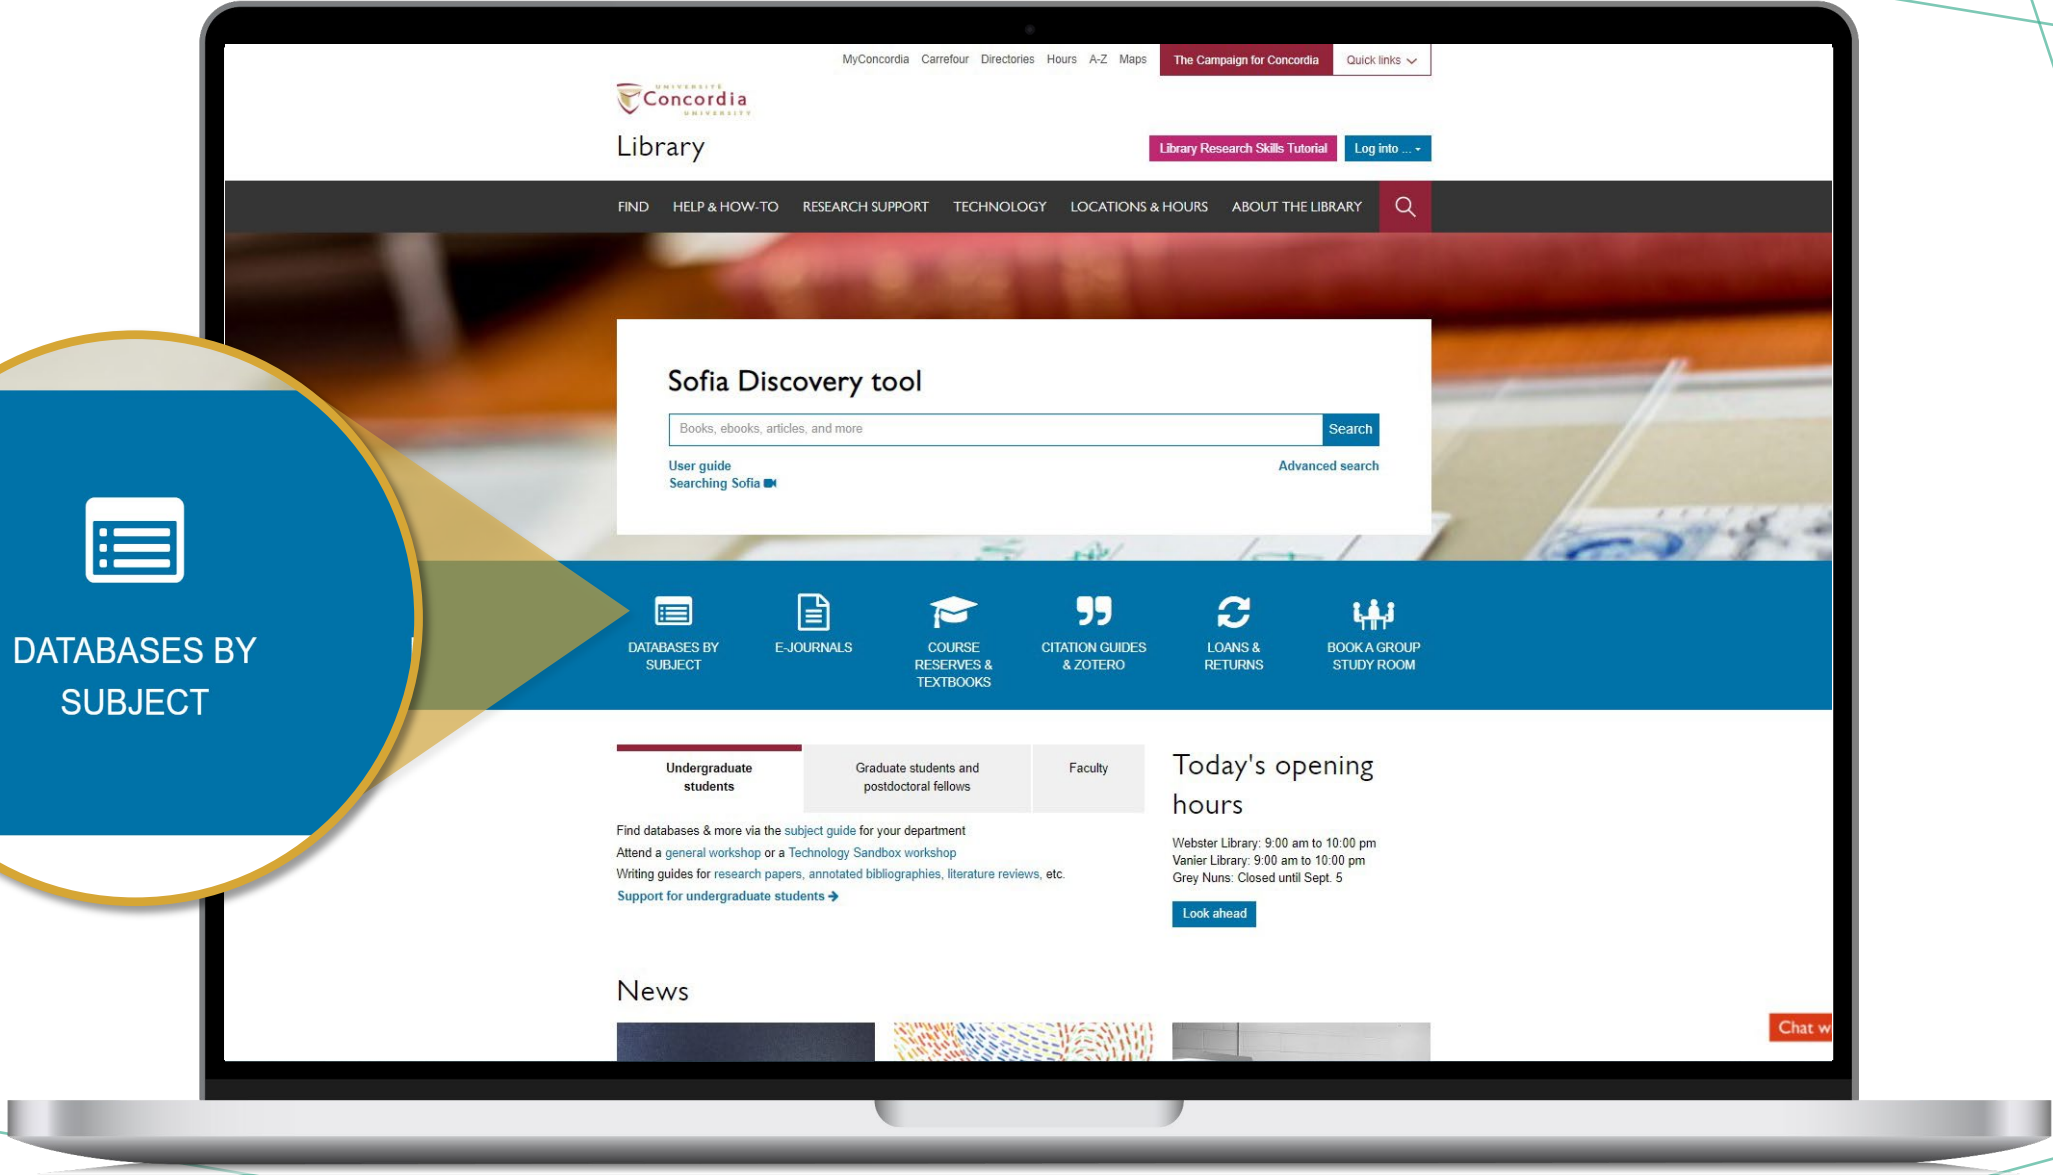 MyConcordia Carrefour Directories Hours A-Z Maps The Campaign for Concordia Quick links
UNIVERSITÉ
Concordia
UNIVERSITY
Library
Library Research Skills Tutorial Log into ...
FIND HELP & HOW-TO RESEARCH SUPPORT TECHNOLOGY LOCATIONS & HOURS ABOUT THE LIBRARY
Sofia Discovery tool
Books, ebooks, articles, and more Search
User guide Advanced search
Searching Sofia
DATABASES BY
SUBJECT
DATABASES BY
SUBJECT
E-JOURNALS
COURSE
RESERVES &
TEXTBOOKS
CITATION GUIDES
& ZOTERO
LOANS &
RETURNS
BOOK A GROUP
STUDY ROOM
Undergraduate
students
Graduate students and
postdoctoral fellows
Faculty
Find databases & more via the subject guide for your department
Attend a general workshop or a Technology Sandbox workshop
Writing guides for research papers, annotated bibliographies, literature reviews, etc.
Support for undergraduate students
Today's opening
hours
Webster Library: 9:00 am to 10:00 pm
Vanier Library: 9:00 am to 10:00 pm
Grey Nuns: Closed until Sept. 5
Look ahead
News
Chat w